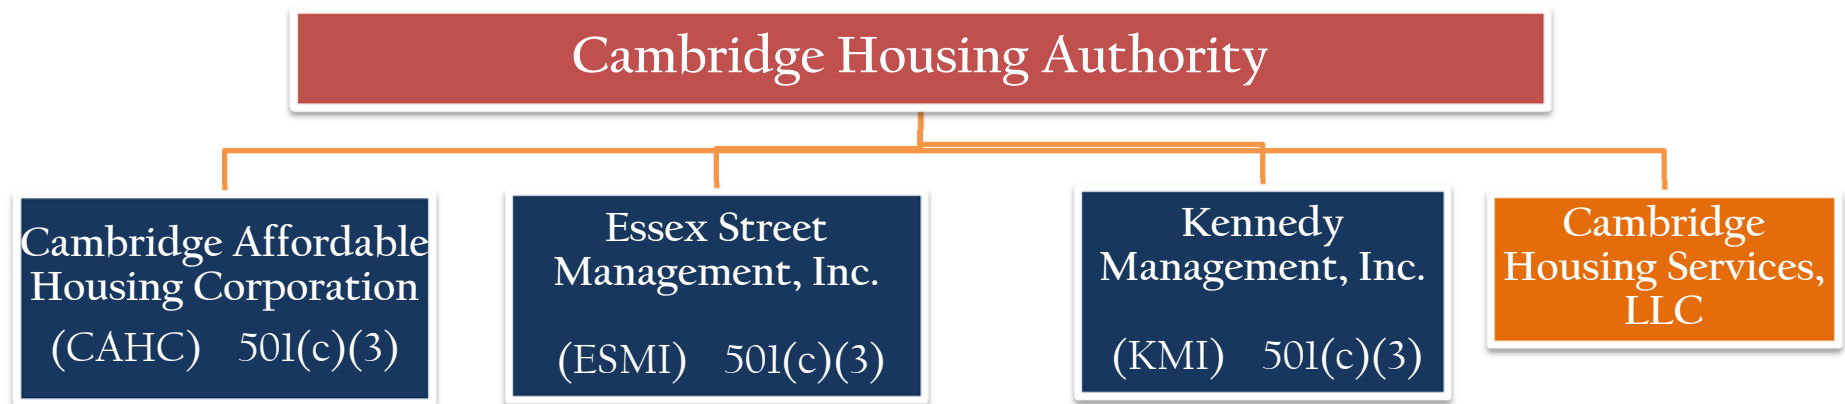 Cambridge Housing Authority
Cambridge Affordable
Housing Corporation
(CAHC) 501(c)(3)
Essex Street
Management, Inc.
(ESMI) 501(c)(3)
Kennedy
Management, Inc.
(KMI) 501(c)(3)
Cambridge
Housing Services,
LLC